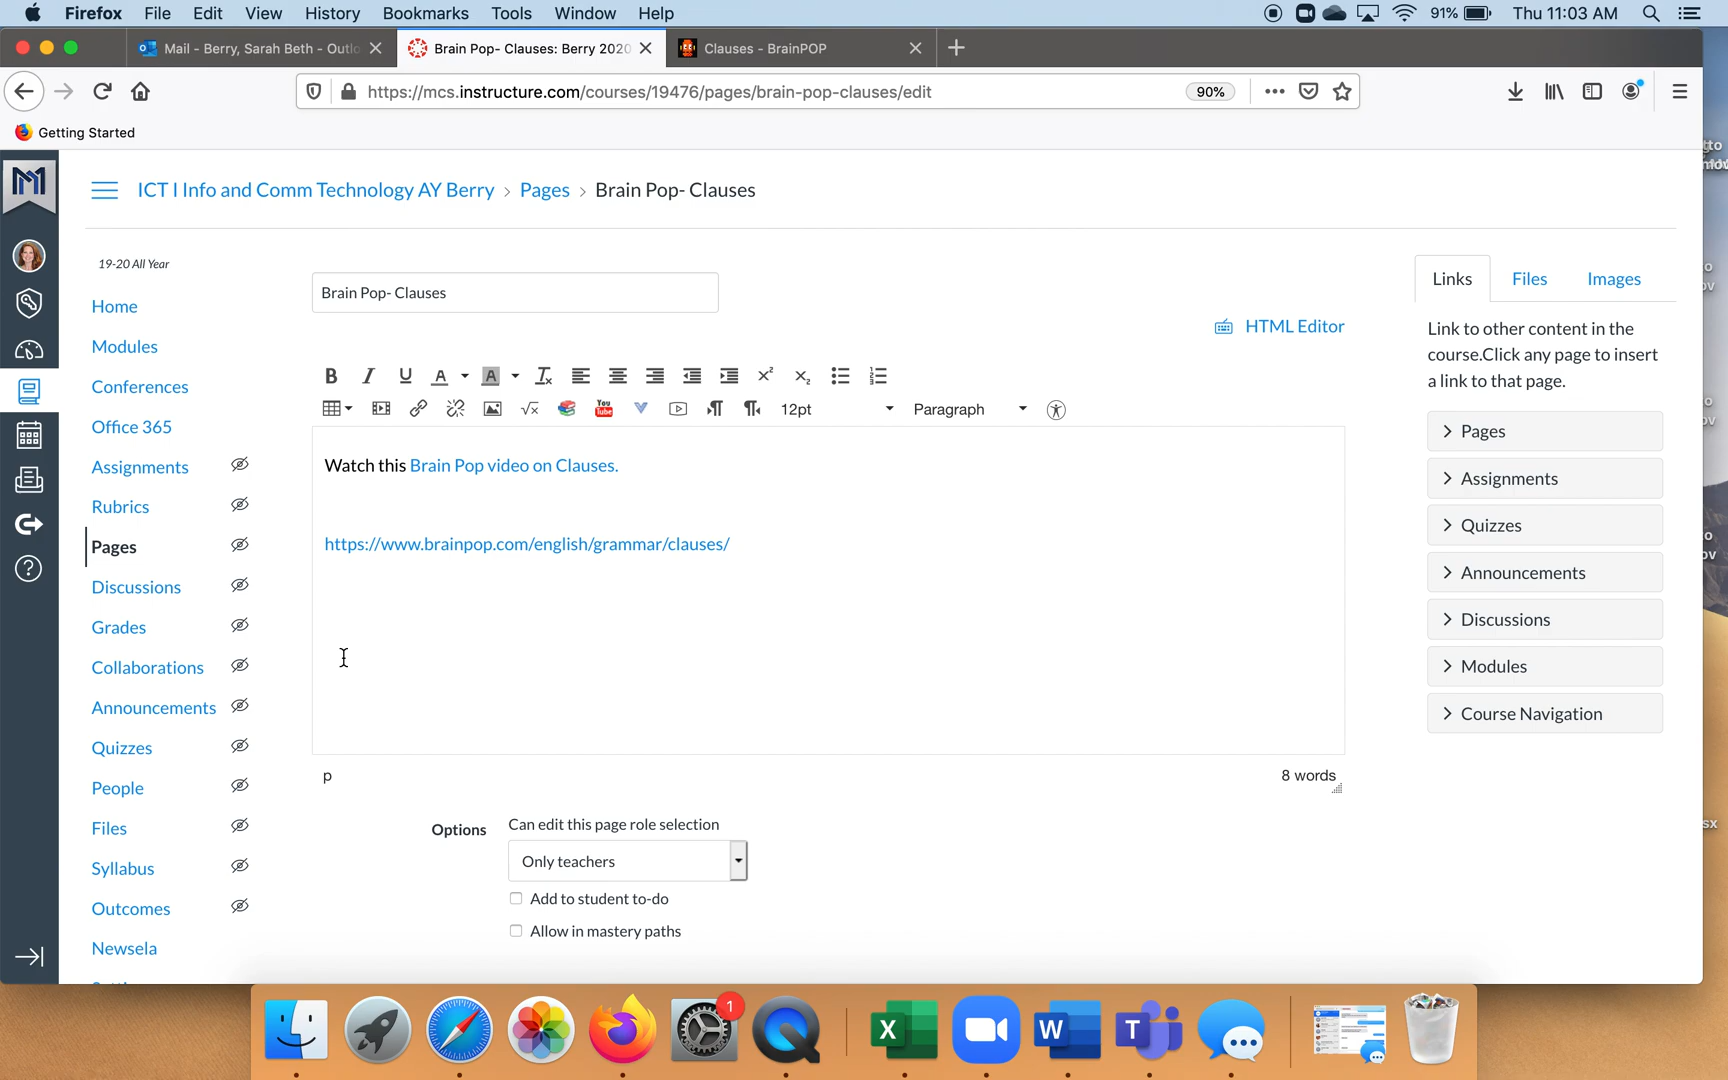 Firefox File Edit View History Bookmarks Tools Window Help 91% Thu 11:03 AM
Mail - Berry, Sarah Beth - Outlo Brain Pop- Clauses: Berry 2020 Clauses - BrainPOP
https://mcs.instructure.com/courses/19476/pages/brain-pop-clauses/edit 90%
Getting Started
ICT I Info and Comm Technology AY Berry > Pages > Brain Pop- Clauses
19-20 All Year
Home
Modules
Conferences
Office 365
Assignments
Rubrics
Pages
Discussions
Grades
Collaborations
Announcements
Quizzes
People
Files
Syllabus
Outcomes
Newsela
Brain Pop- Clauses
HTML Editor
12pt Paragraph
Watch this Brain Pop video on Clauses.
https://www.brainpop.com/english/grammar/clauses/
p 8 words
Options Can edit this page role selection
Only teachers
Add to student to-do
Allow in mastery paths
Links Files Images
Link to other content in the
course.Click any page to insert
a link to that page.
Pages
Assignments
Quizzes
Announcements
Discussions
Modules
Course Navigation
1